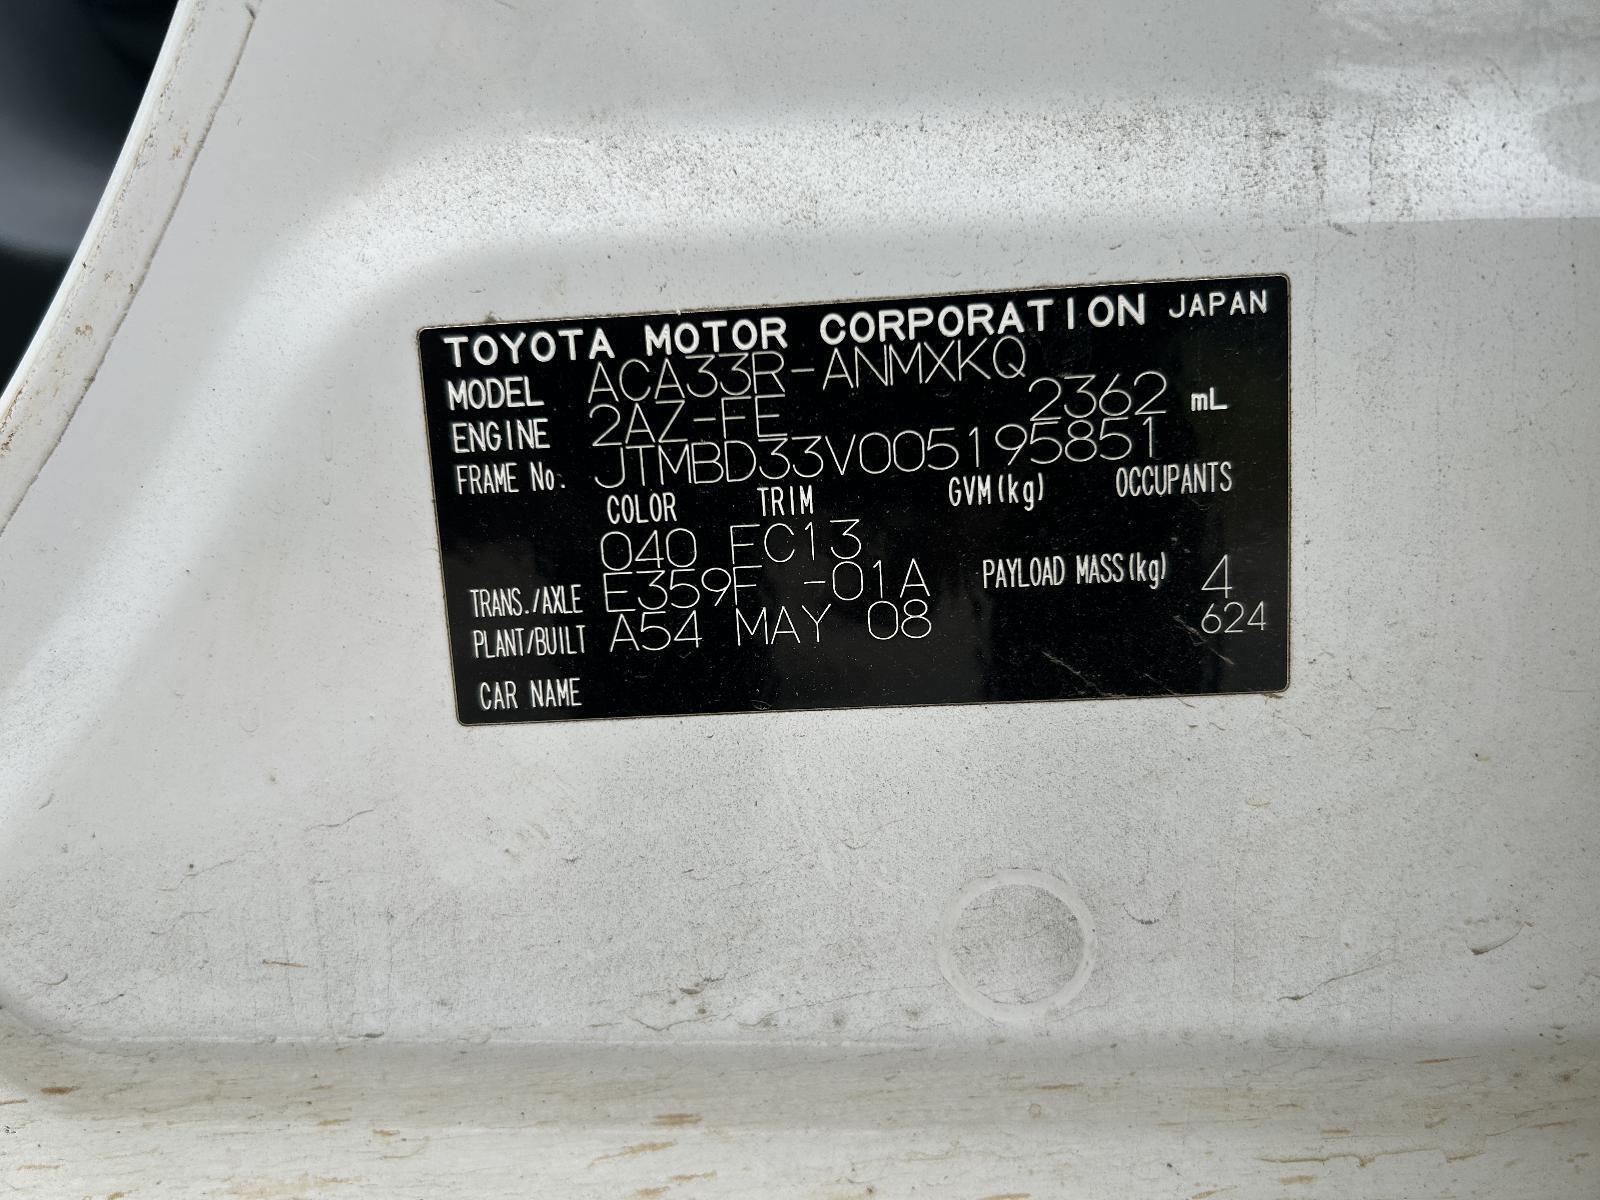 TOYOTA MOTOR CORPORATION JAPAN
MODEL ACA33R-ANMXKQ
ENGINE 2AZ-FE 2362 mL
FRAME No. JTMBD33V005195851
COLOR TRIM GVM(kg) OCCUPANTS
040 FC13
TRANS./AXLE E359F -01A PAYLOAD MASS(kg) 4
PLANT/BUILT A54 MAY 08 624
CAR NAME